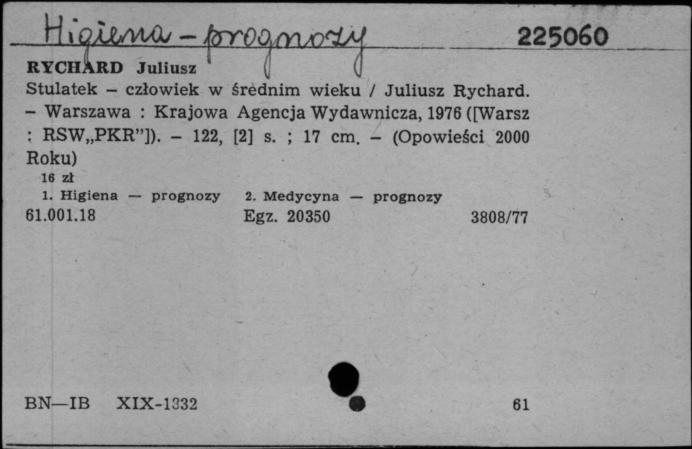 Higiena – prognozy 225060
RYCHARD Juliusz
Stulatek – człowiek w średnim wieku / Juliusz Rychard.
– Warszawa : Krajowa Agencja Wydawnicza, 1976 ([Warsz
: RSW„PKR”]). – 122, [2] s. ; 17 cm. – (Opowieści 2000
Roku)
16 zł
1. Higiena — prognozy 2. Medycyna — prognozy
61.001.18 Egz. 20350 3808/77
BN—IB XIX-1332 61